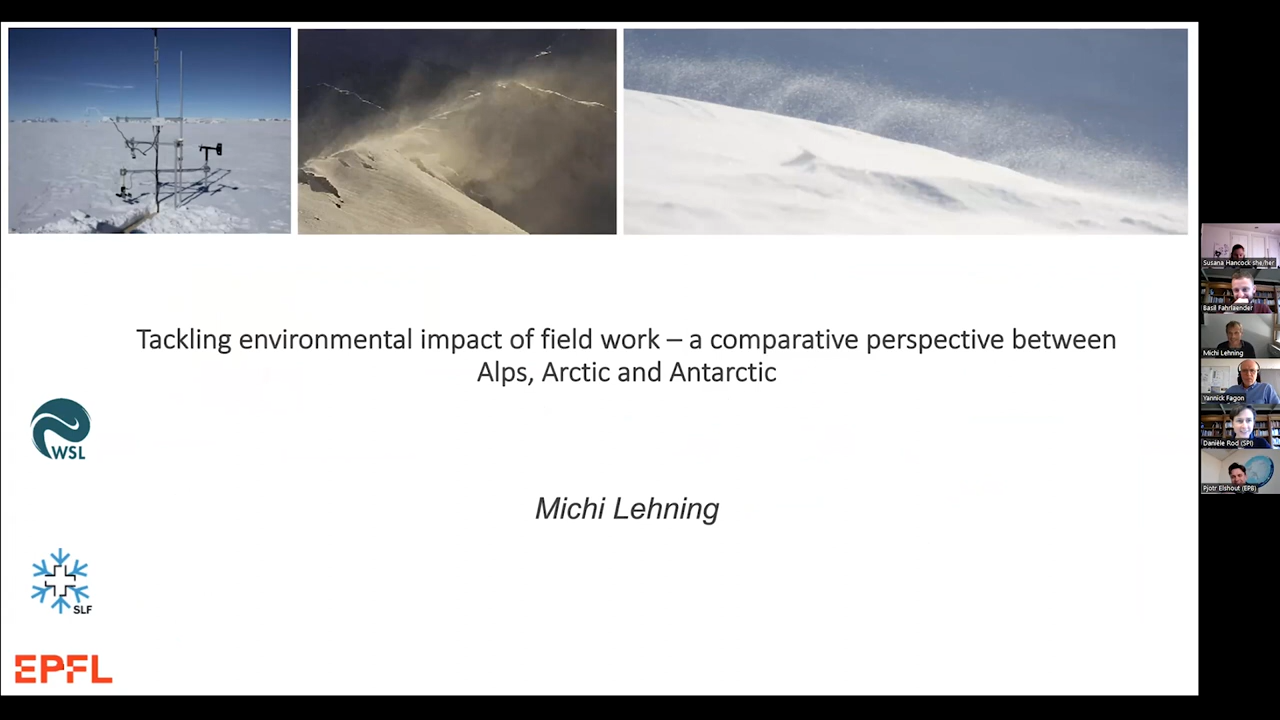 Tackling environmental impact of field work – a comparative perspective between
Alps, Arctic and Antarctic
WSL
Michi Lehning
SLF
EPFL
Susana Hancock she/her
Basil Fahrlaender
Michi Lehning
Yannick Fagon
Danièle Rod (SPI)
Pjotr Elshout (EPB)